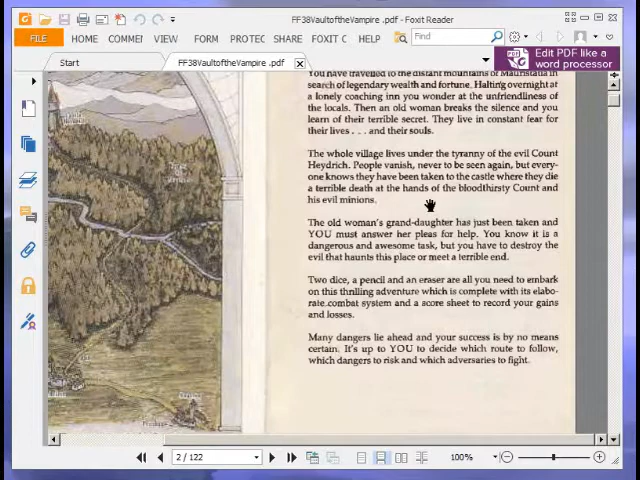 FF38VaultoftheVampire .pdf - Foxit Reader
FILE HOME COMMEI VIEW FORM PROTEC SHARE FOXIT C HELP Find
Edit PDF like a
word processor
Start FF38VaultoftheVampire .pdf
You have travelled to the distant mountains of Mauristatia in
search of legendary wealth and fortune. Halting overnight at
a lonely coaching inn you wonder at the unfriendliness of
the locals. Then an old woman breaks the silence and you
learn of their terrible secret. They live in constant fear for
their lives . . . and their souls.
The whole village lives under the tyranny of the evil Count
Heydrich. People vanish, never to be seen again, but every-
one knows they have been taken to the castle where they die
a terrible death at the hands of the bloodthirsty Count and
his evil minions.
The old woman's grand-daughter has just been taken and
YOU must answer her pleas for help. You know it is a
dangerous and awesome task, but you have to destroy the
evil that haunts this place or meet a terrible end.
Two dice, a pencil and an eraser are all you need to embark
on this thrilling adventure which is complete with its elabo-
rate combat system and a score sheet to record your gains
and losses.
Many dangers lie ahead and your success is by no means
certain. It's up to YOU to decide which route to follow,
which dangers to risk and which adversaries to fight.
2 / 122
100%